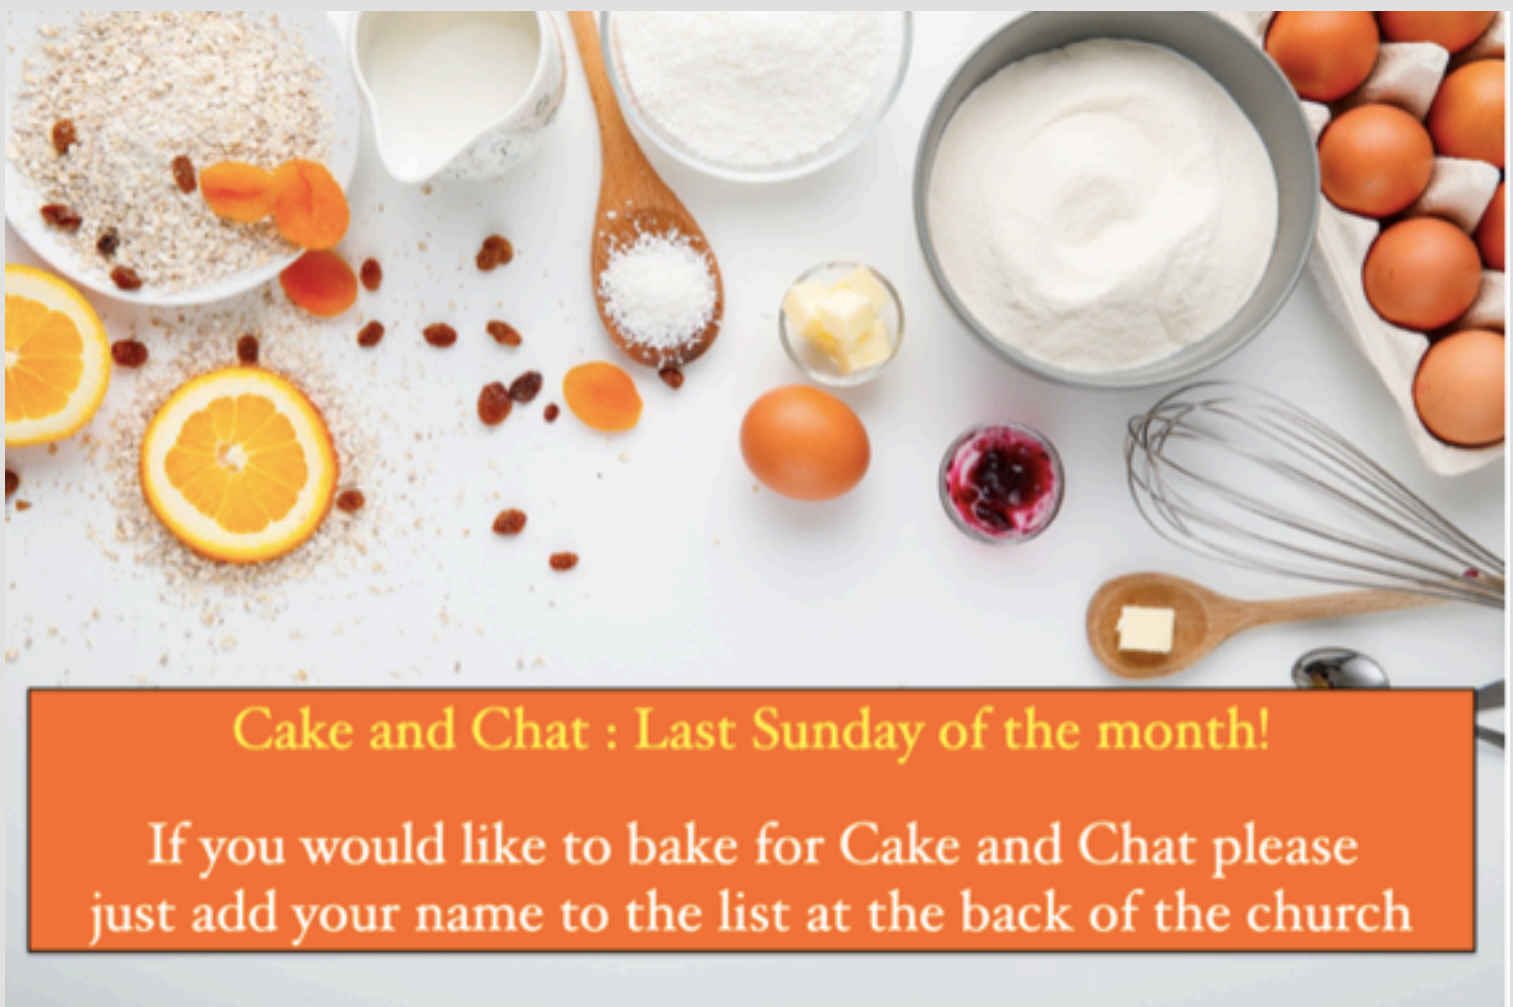 Cake and Chat : Last Sunday of the month!
If you would like to bake for Cake and Chat please
just add your name to the list at the back of the church